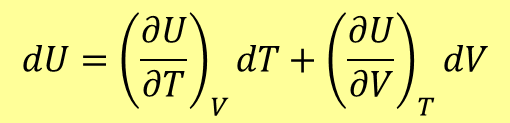 dU = (∂U/∂T)_V dT + (∂U/∂V)_T dV